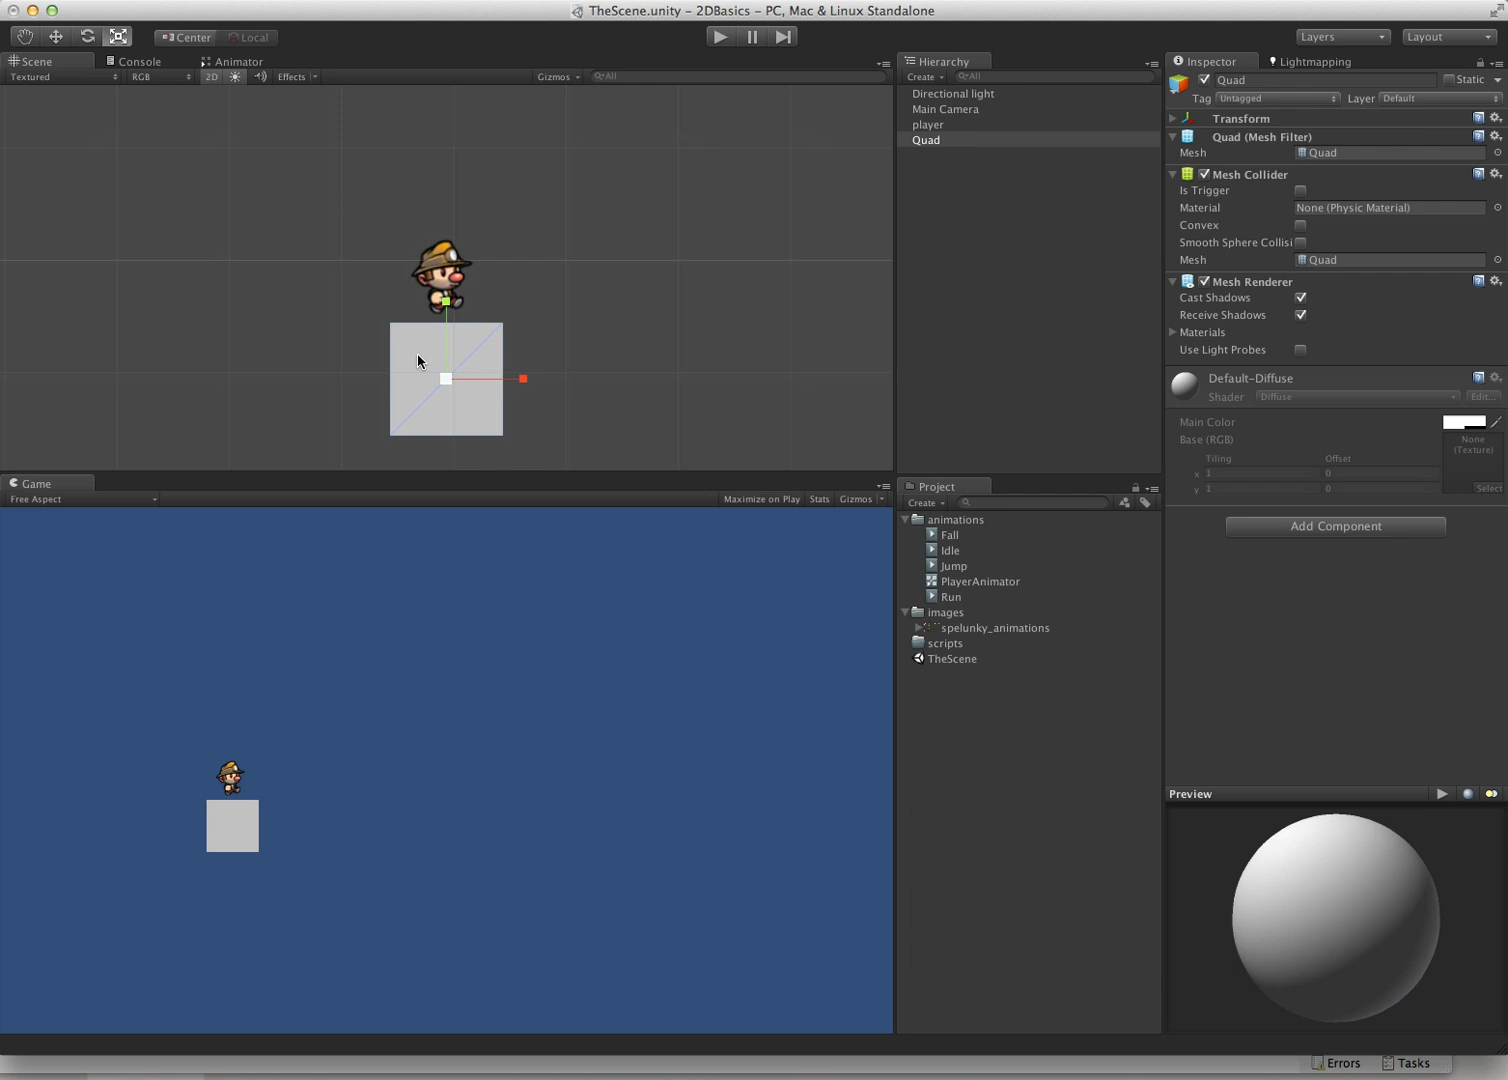 TheScene.unity – 2DBasics – PC, Mac & Linux Standalone
Center Local
Layers Layout
Scene Console Animator
Textured RGB 2D Effects Gizmos All
Hierarchy
Create All
Directional light
Main Camera
player
Quad
Inspector Lightmapping
Quad Static
Tag Untagged Layer Default
Transform
Quad (Mesh Filter)
Mesh Quad
Mesh Collider
Is Trigger
Material None (Physic Material)
Convex
Smooth Sphere Collisi
Mesh Quad
Mesh Renderer
Cast Shadows
Receive Shadows
Materials
Use Light Probes
Default-Diffuse
Shader Diffuse Edit...
Main Color
Base (RGB)
None
(Texture)
Tiling Offset
x 1 0
y 1 0
Select
Add Component
Game
Free Aspect Maximize on Play Stats Gizmos
Project
Create
animations
Fall
Idle
Jump
PlayerAnimator
Run
images
spelunky_animations
scripts
TheScene
Preview
Errors Tasks